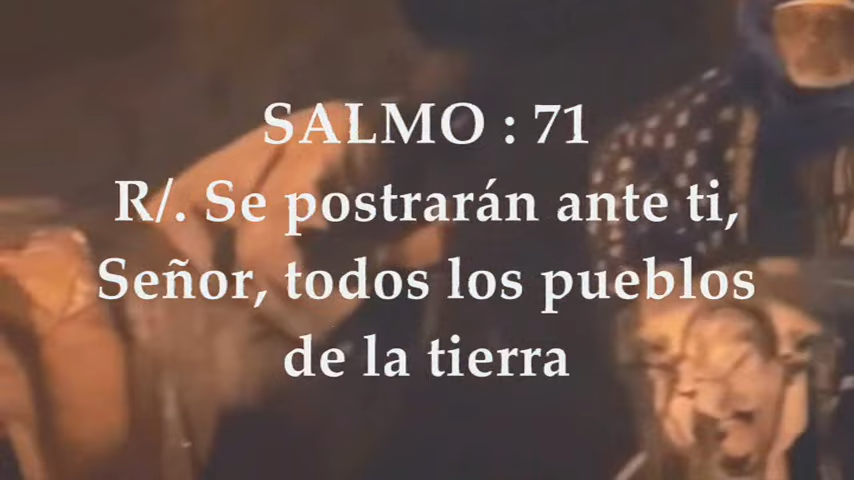 SALMO : 71
R/. Se postrarán ante ti,
Señor, todos los pueblos
de la tierra